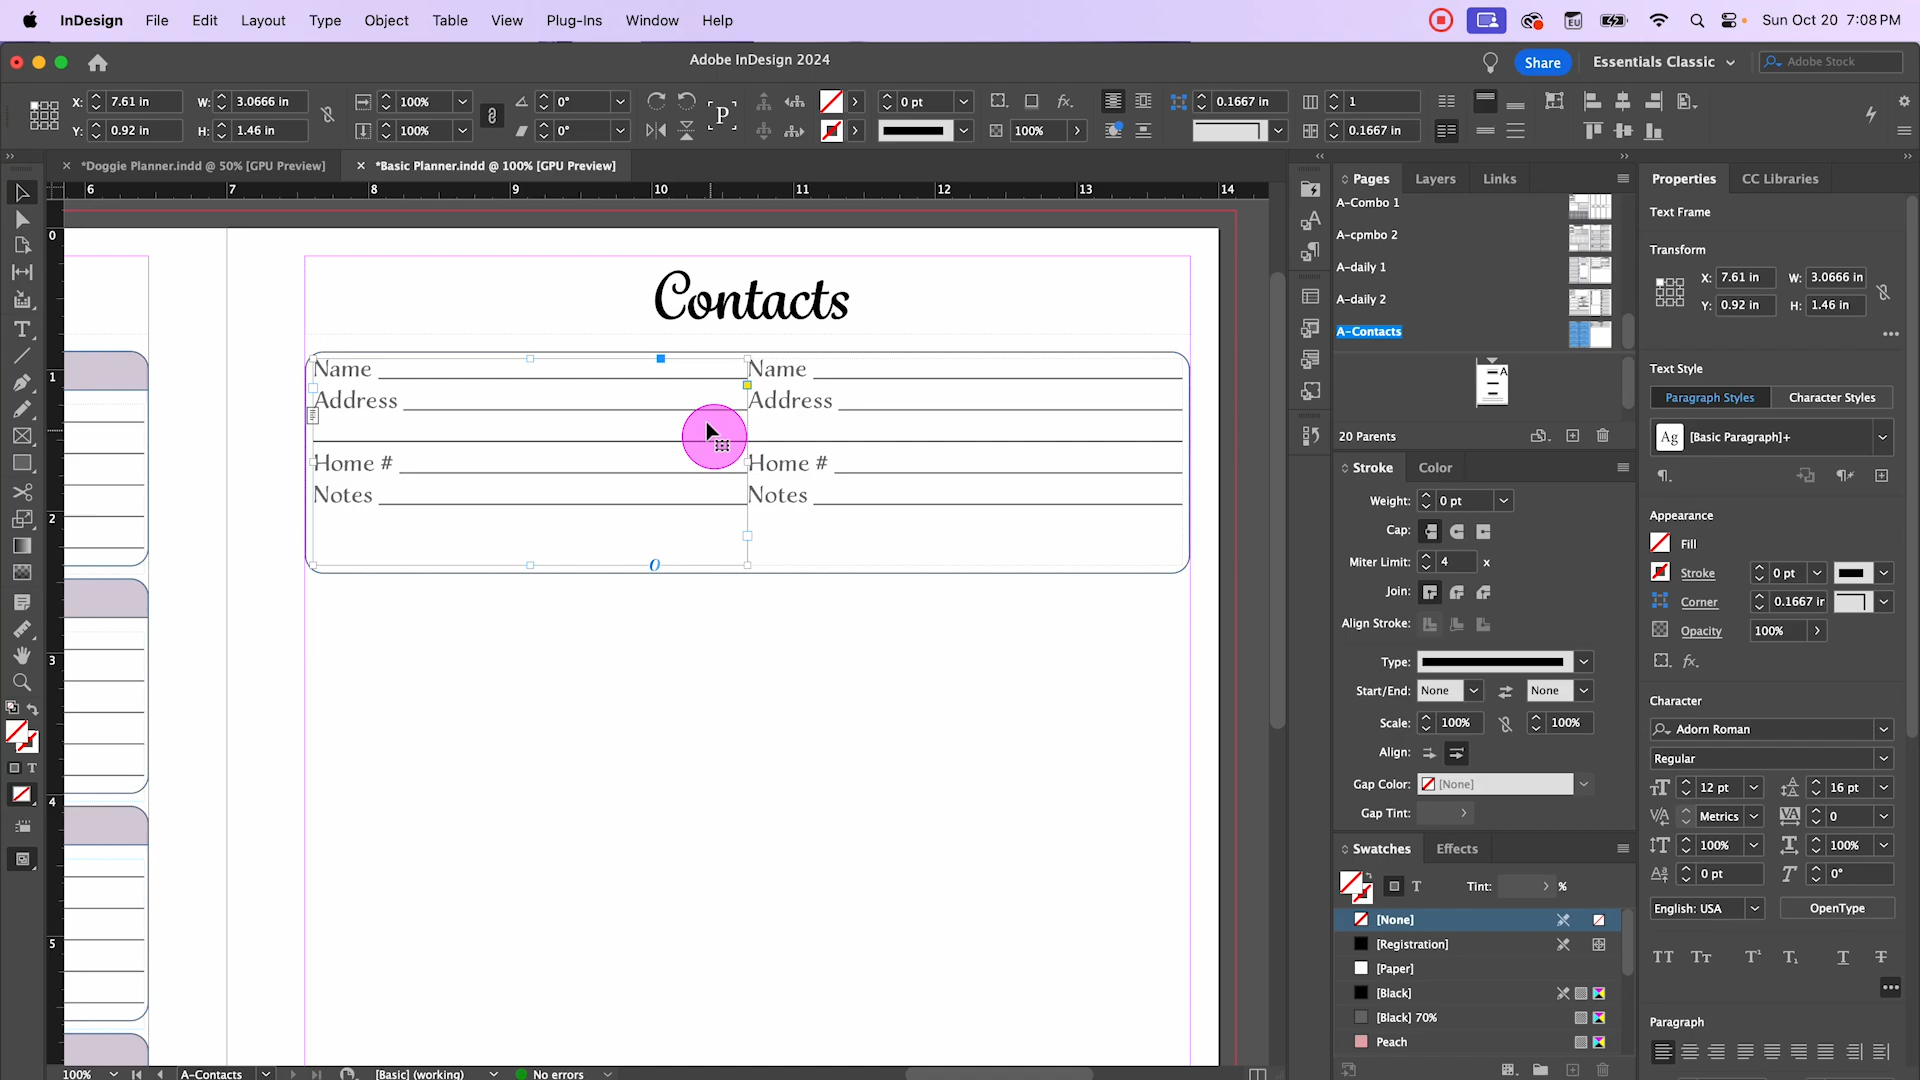 InDesign File Edit Layout Type Object Table View Plug-Ins Window Help Sun Oct 20 7:08 PM
Adobe InDesign 2024 Share Essentials Classic Adobe Stock
X: 7.61 in W: 3.0666 in 100% 0° P 0 pt fx. 0.1667 in 1
Y: 0.92 in H: 1.46 in 100% 0° 100% 0.1667 in
*Doggie Planner.indd @ 50% [GPU Preview] *Basic Planner.indd @ 100% [GPU Preview]
6 7 8 9 10 11 12 13 14
0
1
2
3
4
5
Contacts
Name Name
Address Address
Home # Home #
Notes Notes
100% A-Contacts [Basic] (working) No errors
Pages Layers Links
A-Combo 1
A-cpmbo 2
A-daily 1
A-daily 2
A-Contacts
A
20 Parents
Stroke Color
Weight: 0 pt
Cap:
Miter Limit: 4 x
Join:
Align Stroke:
Type:
Start/End: None None
Scale: 100% 100%
Align:
Gap Color: [None]
Gap Tint:
Swatches Effects
T Tint: %
[None]
[Registration]
[Paper]
[Black]
[Black] 70%
Peach
Properties CC Libraries
Text Frame
Transform
X: 7.61 in W: 3.0666 in
Y: 0.92 in H: 1.46 in
Text Style
Paragraph Styles Character Styles
Ag [Basic Paragraph]+
Appearance
Fill
Stroke 0 pt
Corner 0.1667 ir
Opacity 100%
fx.
Character
Adorn Roman
Regular
12 pt 16 pt
Metrics 0
100% 100%
0 pt 0°
English: USA OpenType
Paragraph